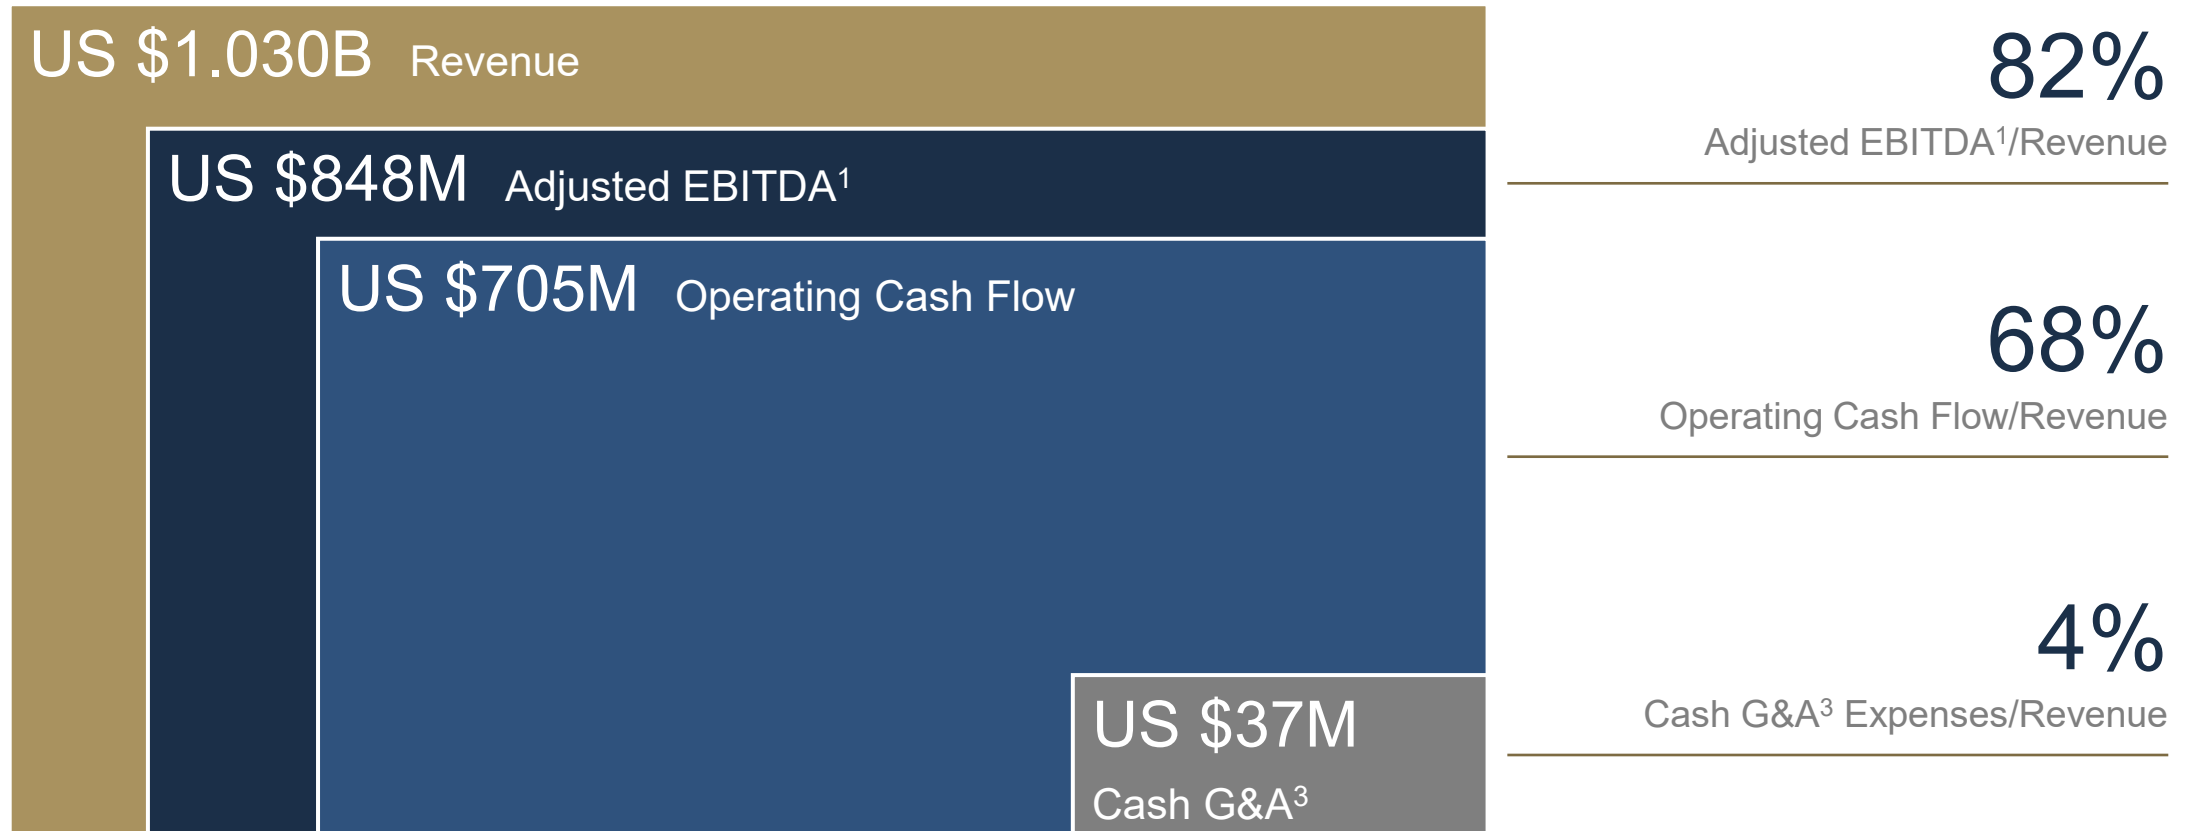 US $1.030B Revenue
82%
Adjusted EBITDA¹/Revenue
US $848M Adjusted EBITDA¹
US $705M Operating Cash Flow
68%
Operating Cash Flow/Revenue
4%
Cash G&A³ Expenses/Revenue
US $37M
Cash G&A³